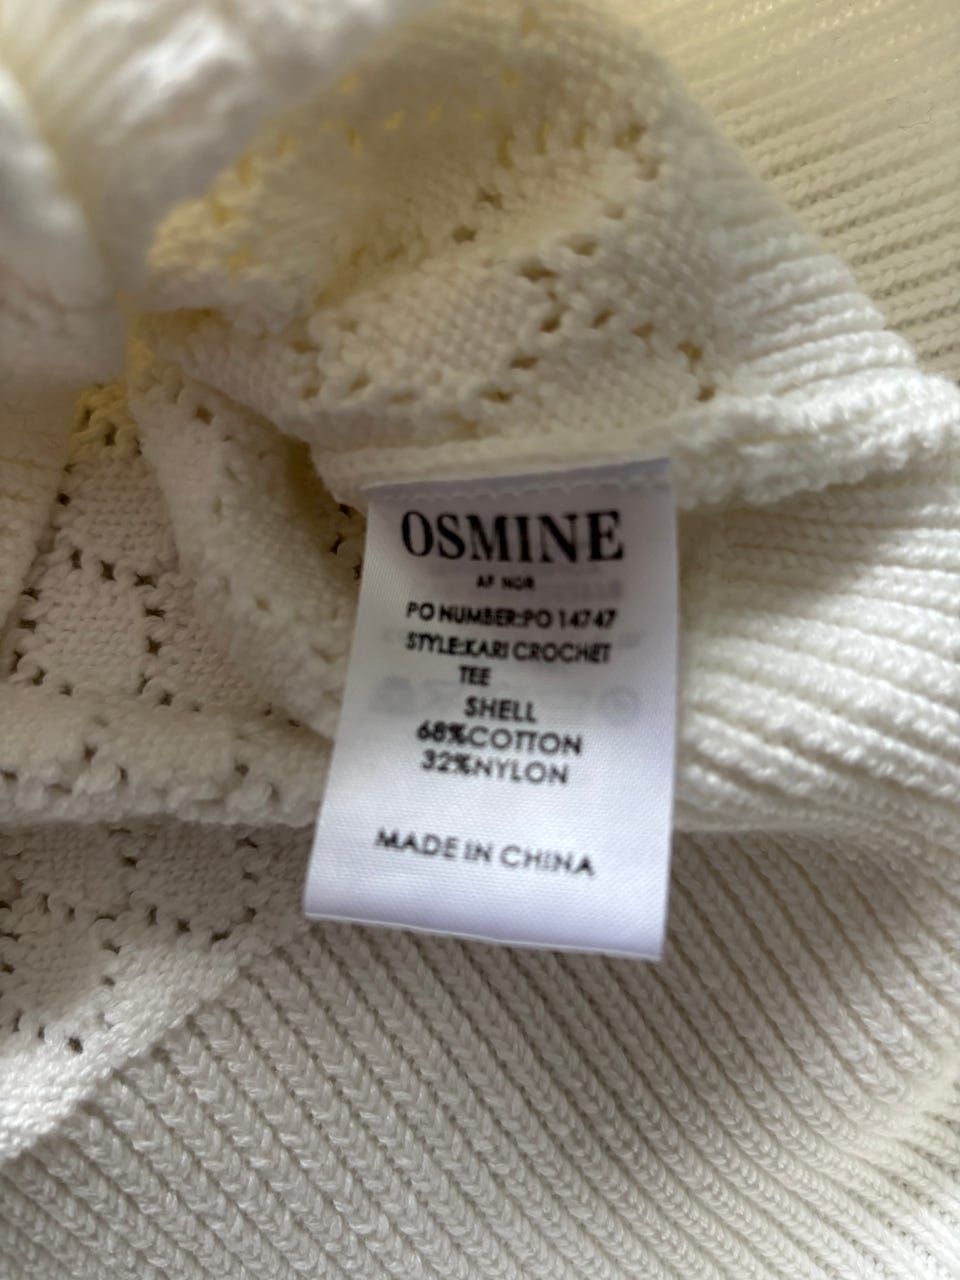 OSMINE
AF NOR
PO NUMBER:PO 14747
STYLE:KARI CROCHET
TEE
SHELL
68%COTTON
32%NYLON
MADE IN CHINA